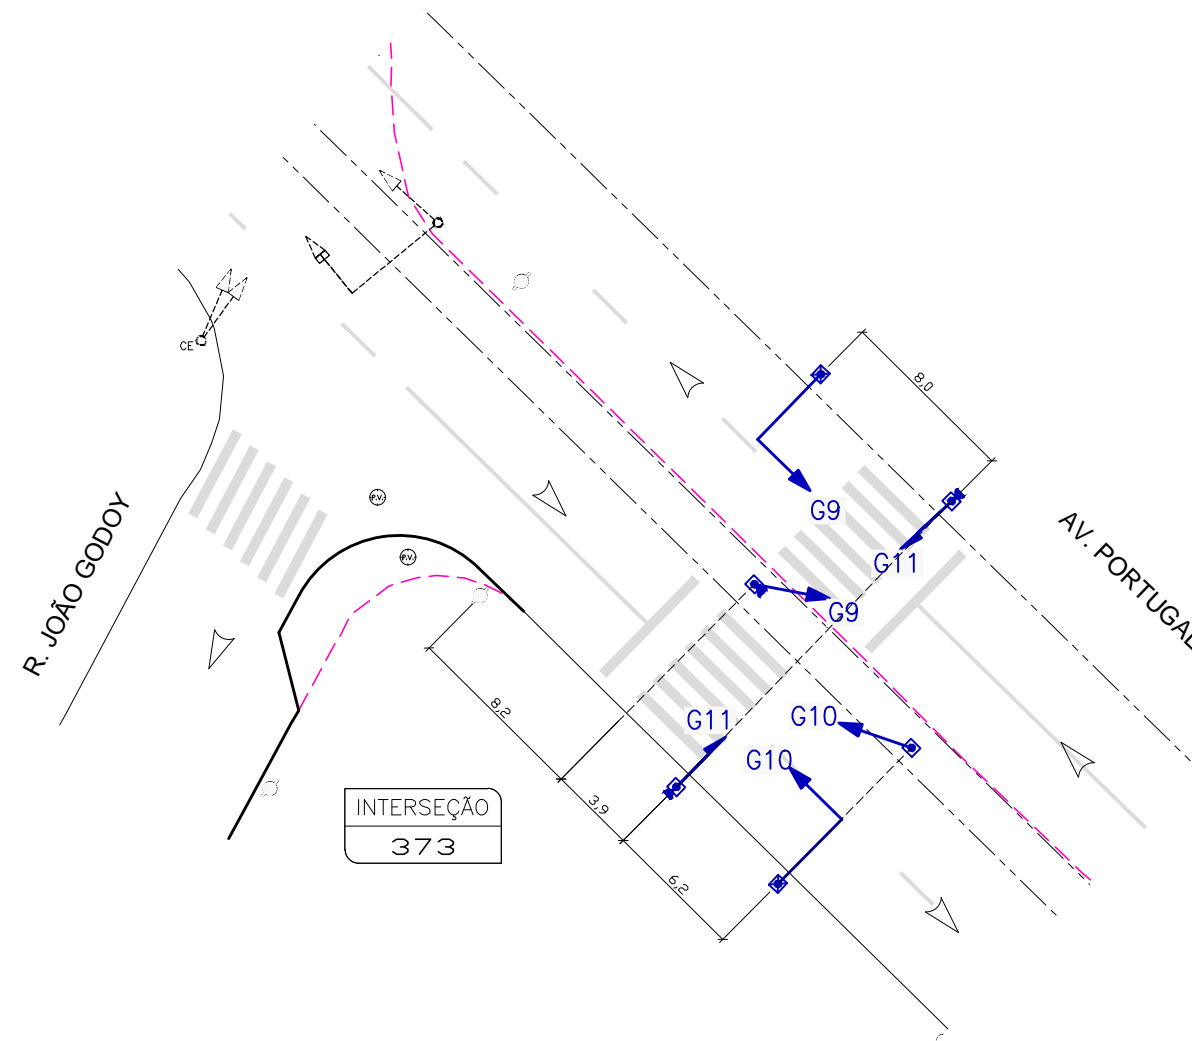 CE
8,0
G9
G11
P.V.
P.V.
G9
R. JOÃO GODOY
AV. PORTUGAL
8,2
G11
G10
G10
INTERSEÇÃO
373
3,9
6,2